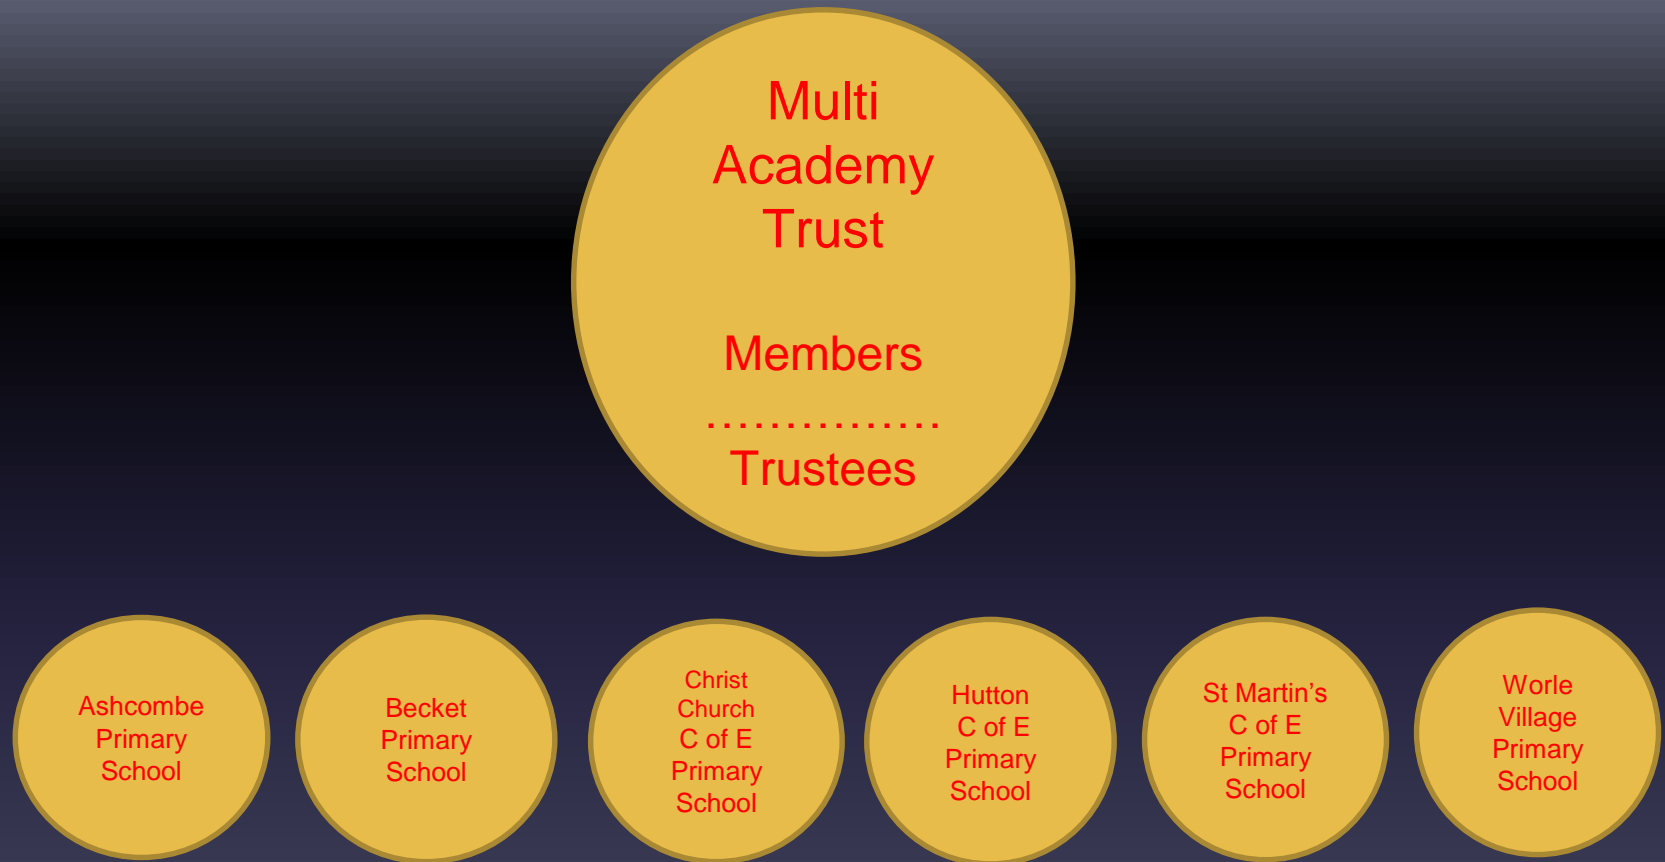 Multi
Academy
Trust
Members
……………
Trustees
Ashcombe
Primary
School
Becket
Primary
School
Christ
Church
C of E
Primary
School
Hutton
C of E
Primary
School
St Martin’s
C of E
Primary
School
Worle
Village
Primary
School